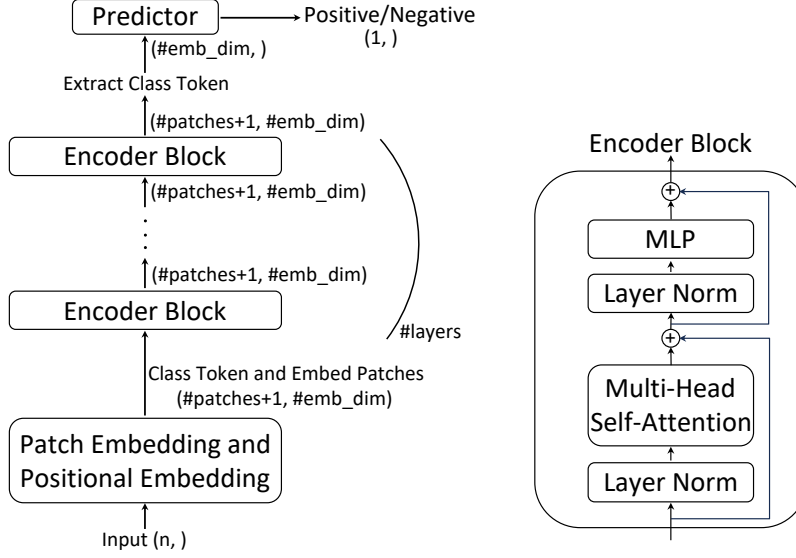 Predictor
Positive/Negative
(1, )
(#emb_dim, )
Extract Class Token
(#patches+1, #emb_dim)
Encoder Block
(#patches+1, #emb_dim)
(#patches+1, #emb_dim)
Encoder Block
#layers
Class Token and Embed Patches
(#patches+1, #emb_dim)
Patch Embedding and
Positional Embedding
Input (n, )
Encoder Block
+
MLP
Layer Norm
+
Multi-Head
Self-Attention
Layer Norm